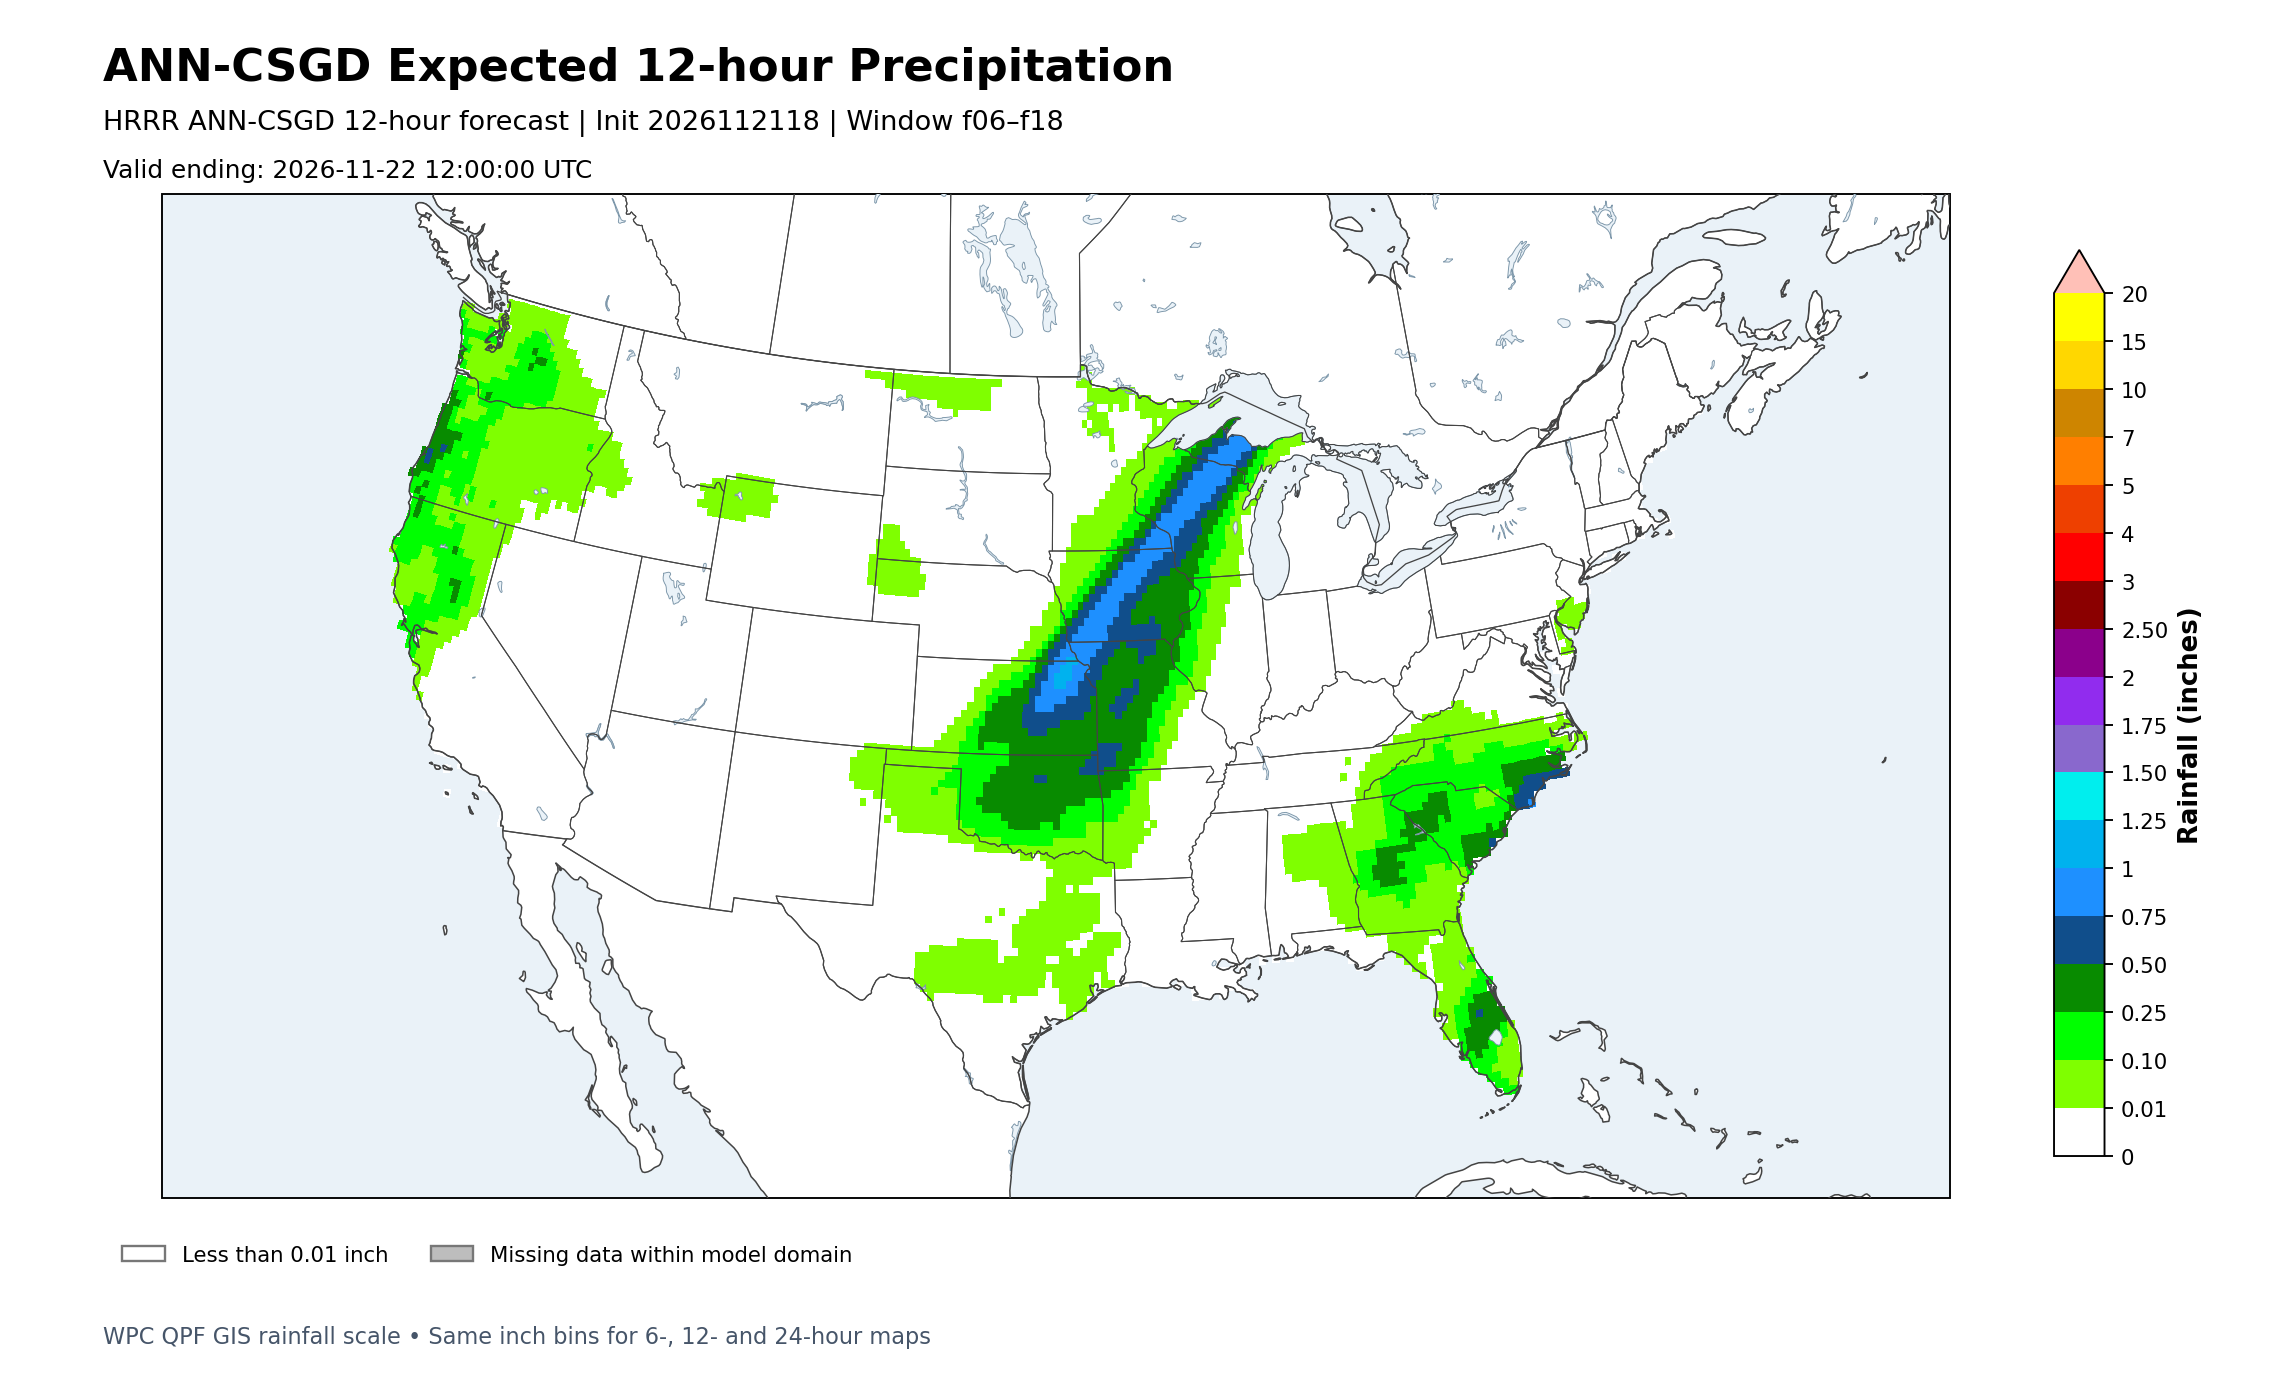 ANN-CSGD Expected 12-hour Precipitation
HRRR ANN-CSGD 12-hour forecast | Init 2026112118 | Window f06–f18
Valid ending: 2026-11-22 12:00:00 UTC
20
15
10
7
5
4
3
2.50
2
1.75
1.50
1.25
1
0.75
0.50
0.25
0.10
0.01
0
Rainfall (inches)
Less than 0.01 inch
Missing data within model domain
WPC QPF GIS rainfall scale • Same inch bins for 6-, 12- and 24-hour maps